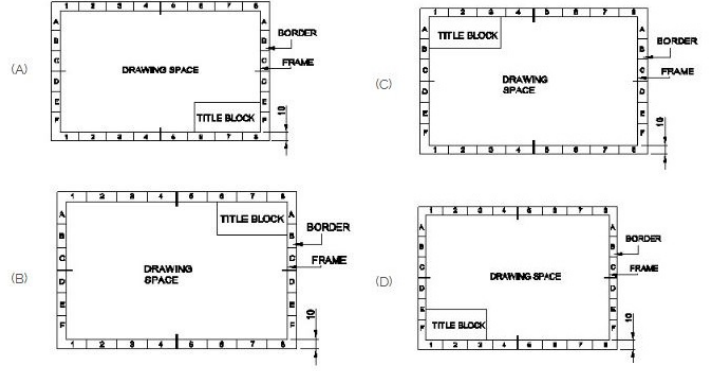 (A)
1 2 3 4 5 6 7 8
A A
B B
C C
D D
E E
F F
DRAWING SPACE
TITLE BLOCK
1 2 3 4 5 6 7 8
BORDER
FRAME
10
(B)
1 2 3 4 5 6 7 8
TITLE BLOCK
A A
B B
C C
D D
E E
F F
DRAWING
SPACE
1 2 3 4 5 6 7 8
BORDER
FRAME
10
(C)
1 2 3 4 5 6 7 8
TITLE BLOCK
A A
B B
C C
D D
E E
F F
DRAWING
SPACE
1 2 3 4 5 6 7 8
BORDER
FRAME
10
(D)
1 2 3 4 5 6 7 8
A A
B B
C C
D D
E E
F F
DRAWING SPACE
TITLE BLOCK
1 2 3 4 5 6 7 8
BORDER
FRAME
10